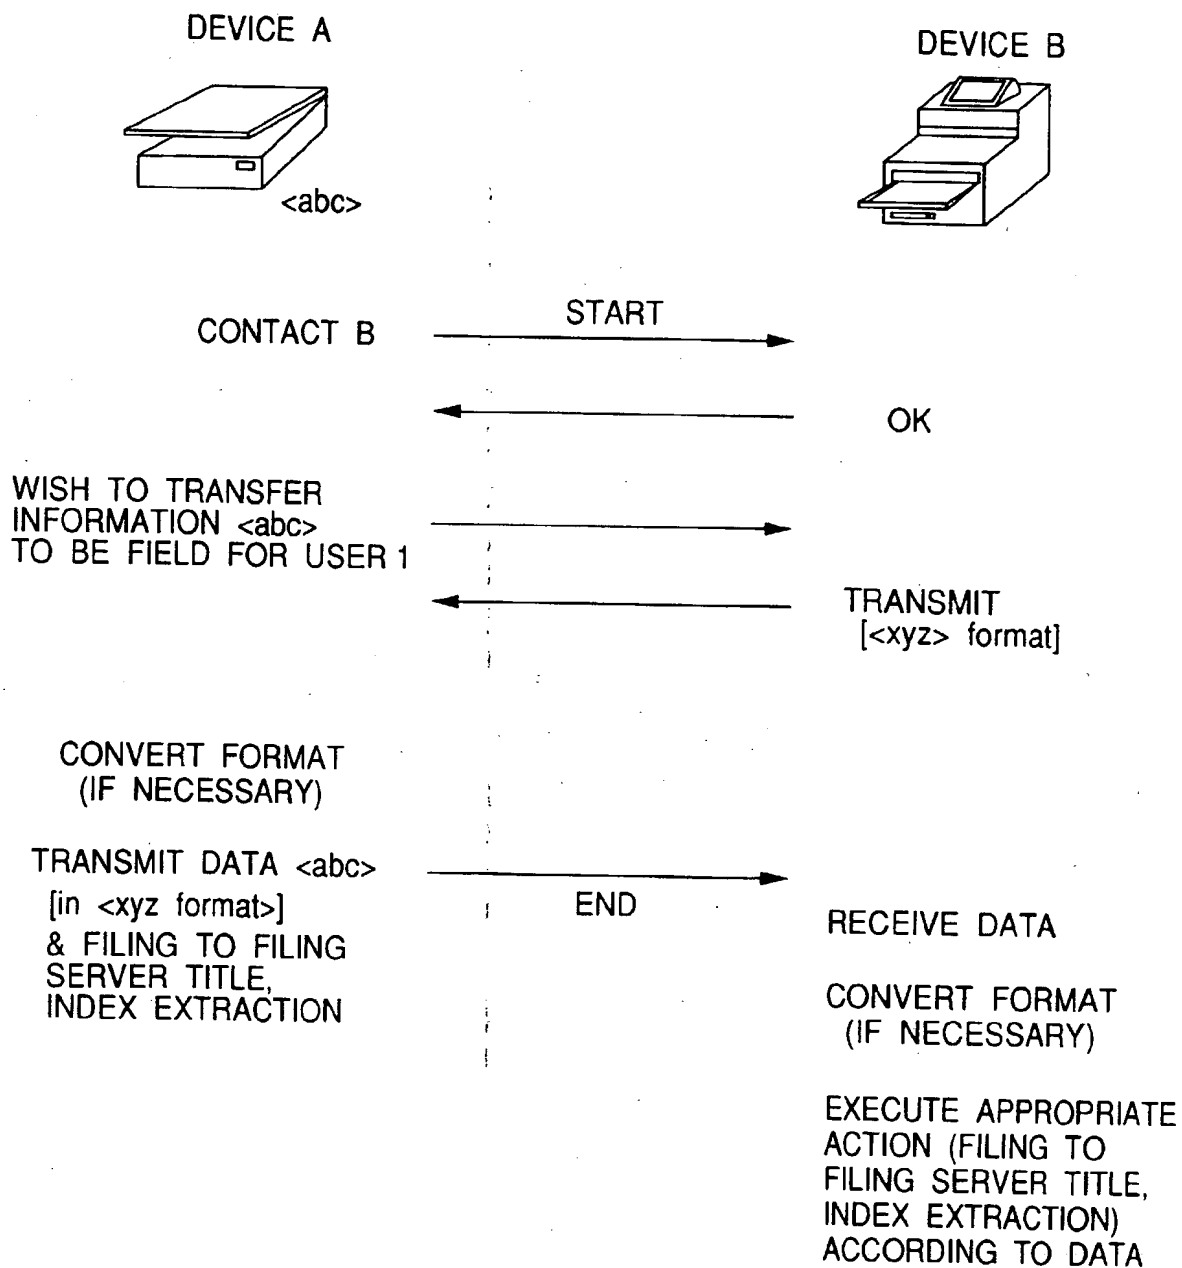 DEVICE A
DEVICE B
<abc>
START
CONTACT B
OK
WISH TO TRANSFER
INFORMATION <abc>
TO BE FIELD FOR USER 1
TRANSMIT
[<xyz> format]
CONVERT FORMAT
(IF NECESSARY)
TRANSMIT DATA <abc>
[in <xyz format>]
& FILING TO FILING
SERVER TITLE,
INDEX EXTRACTION
END
RECEIVE DATA
CONVERT FORMAT
(IF NECESSARY)
EXECUTE APPROPRIATE
ACTION (FILING TO
FILING SERVER TITLE,
INDEX EXTRACTION)
ACCORDING TO DATA